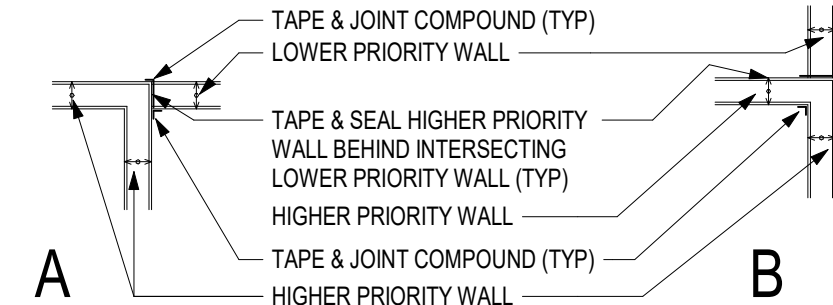 TAPE & JOINT COMPOUND (TYP)
LOWER PRIORITY WALL
TAPE & SEAL HIGHER PRIORITY
WALL BEHIND INTERSECTING
LOWER PRIORITY WALL (TYP)
HIGHER PRIORITY WALL
TAPE & JOINT COMPOUND (TYP)
HIGHER PRIORITY WALL
A
B